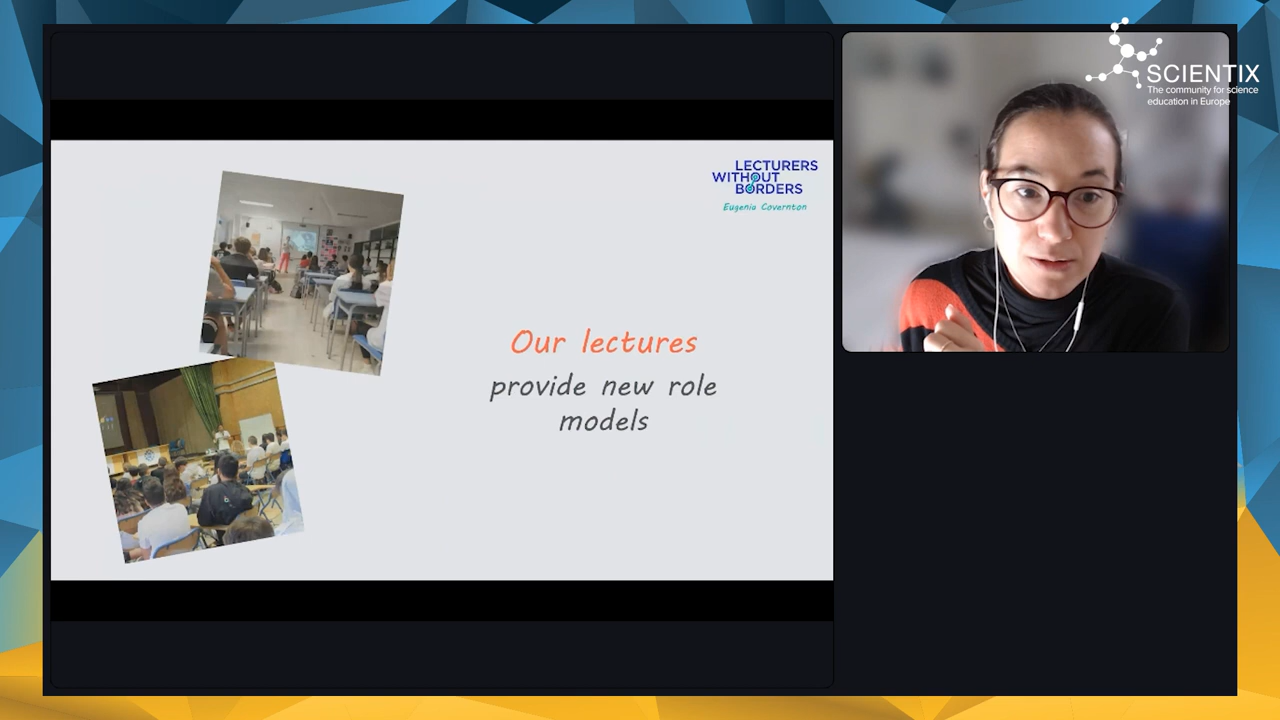 SCIENTIX
The community for science
education in Europe
LECTURERS
WITHOUT
BORDERS
Eugenia Covernton
Our lectures
provide new role
models